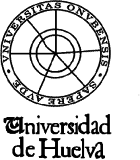 · VNIVERSITAS ONVBENSIS · SAPERE AVDE
Universidad
de Huelva